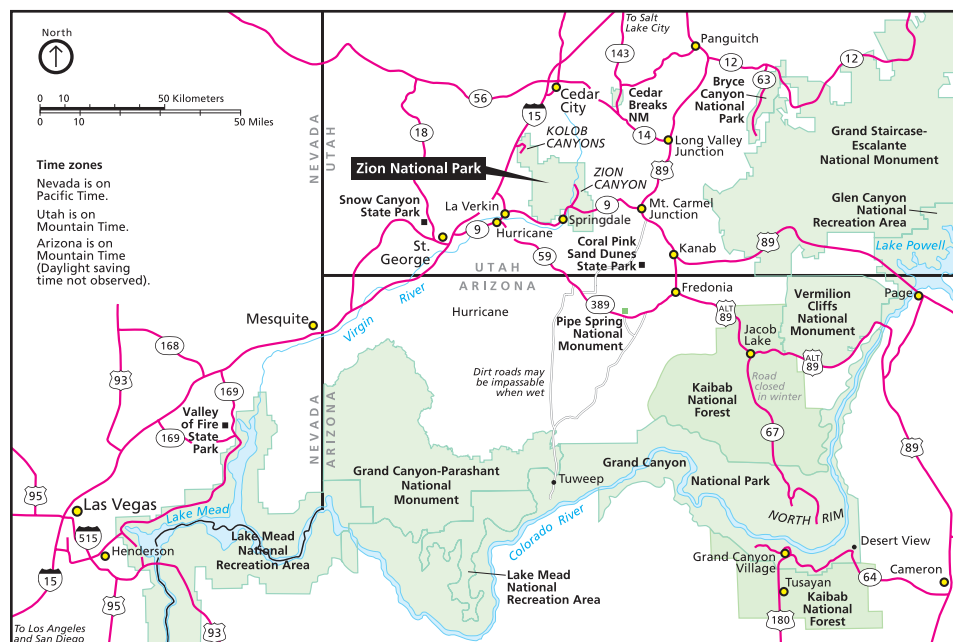 North
0 10 50 Kilometers
0 10 50 Miles
Time zones
Nevada is on
Pacific Time.
Utah is on
Mountain Time.
Arizona is on
Mountain Time
(Daylight saving
time not observed).
To Salt
Lake City
Panguitch
143
12
12
63
Bryce
Canyon
National
Park
Cedar
Breaks
NM
56
Cedar
City
15
14
Long Valley
Junction
89
KOLOB
CANYONS
18
NEVADA
UTAH
Zion National Park
ZION
CANYON
Grand Staircase-
Escalante
National Monument
Glen Canyon
National
Recreation Area
Lake Powell
Snow Canyon
State Park
La Verkin
Hurricane
9
Springdale
9
Mt. Carmel
Junction
St.
George
59
Coral Pink
Sand Dunes
State Park
Kanab
89
UTAH
ARIZONA
Fredonia
Page
Hurricane
389
Pipe Spring
National
Monument
ALT
89
Vermilion
Cliffs
National
Monument
Jacob
Lake
ALT
89
Mesquite
Virgin
River
168
93
169
169
Valley
of Fire
State
Park
Dirt roads may
be impassable
when wet
Road
closed
in winter
Kaibab
National
Forest
67
89
NEVADA
ARIZONA
Grand Canyon-Parashant
National
Monument
Tuweep
Grand Canyon
National Park
NORTH RIM
Colorado River
95
Las Vegas
515
Henderson
15
95
93
Lake Mead
Lake Mead
National
Recreation Area
Lake Mead
National
Recreation Area
Desert View
Grand Canyon
Village
Tusayan
64
Cameron
Kaibab
National
Forest
180
To Los Angeles
and San Diego